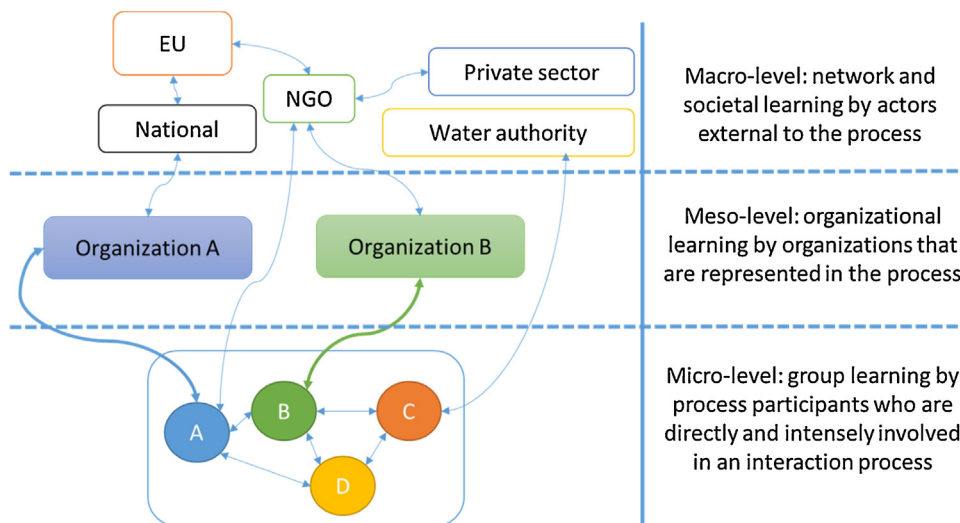 EU
Private sector
NGO
National
Water authority
Macro-level: network and
societal learning by actors
external to the process
Organization A
Organization B
Meso-level: organizational
learning by organizations that
are represented in the process
A
B
C
D
Micro-level: group learning by
process participants who are
directly and intensely involved
in an interaction process